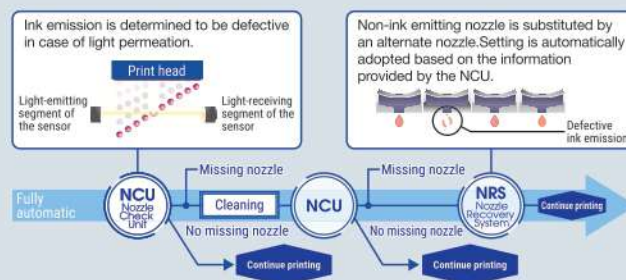 Ink emission is determined to be defective
in case of light permeation.
Print head
Light-emitting
segment of
the sensor
Light-receiving
segment of the
sensor
Non-ink emitting nozzle is substituted by
an alternate nozzle.Setting is automatically
adopted based on the information
provided by the NCU.
Defective
ink emission
Fully
automatic
NCU
Nozzle
Check
Unit
Missing nozzle
Cleaning
No missing nozzle
Continue printing
NCU
Missing nozzle
No missing nozzle
Continue printing
NRS
Nozzle
Recovery
System
Continue printing